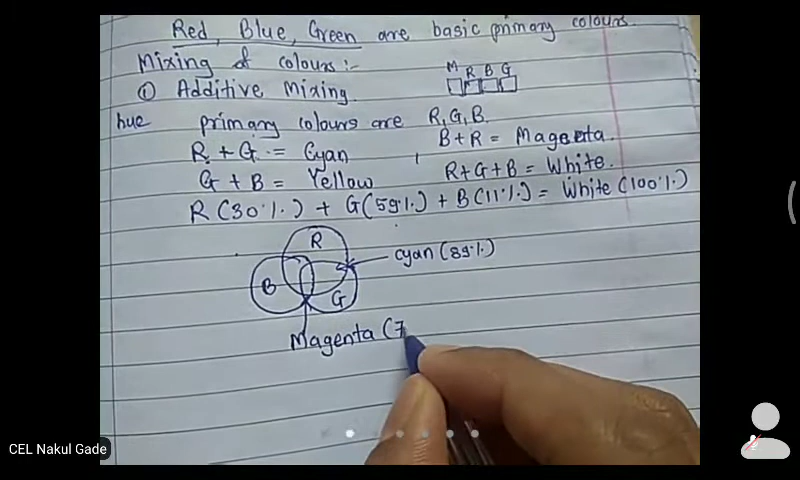 Red, Blue, Green are basic primary colours.
Mixing of colours:-
M R B G
① Additive Mixing
hue primary colours are R, G, B.
R + G = Cyan
B + R = Magenta
G + B = Yellow
R+G+B = White.
R (30%) + G (59%) + B (11%) = White (100%)
R
Cyan (89%)
B
G
Magenta (7
CEL Nakul Gade